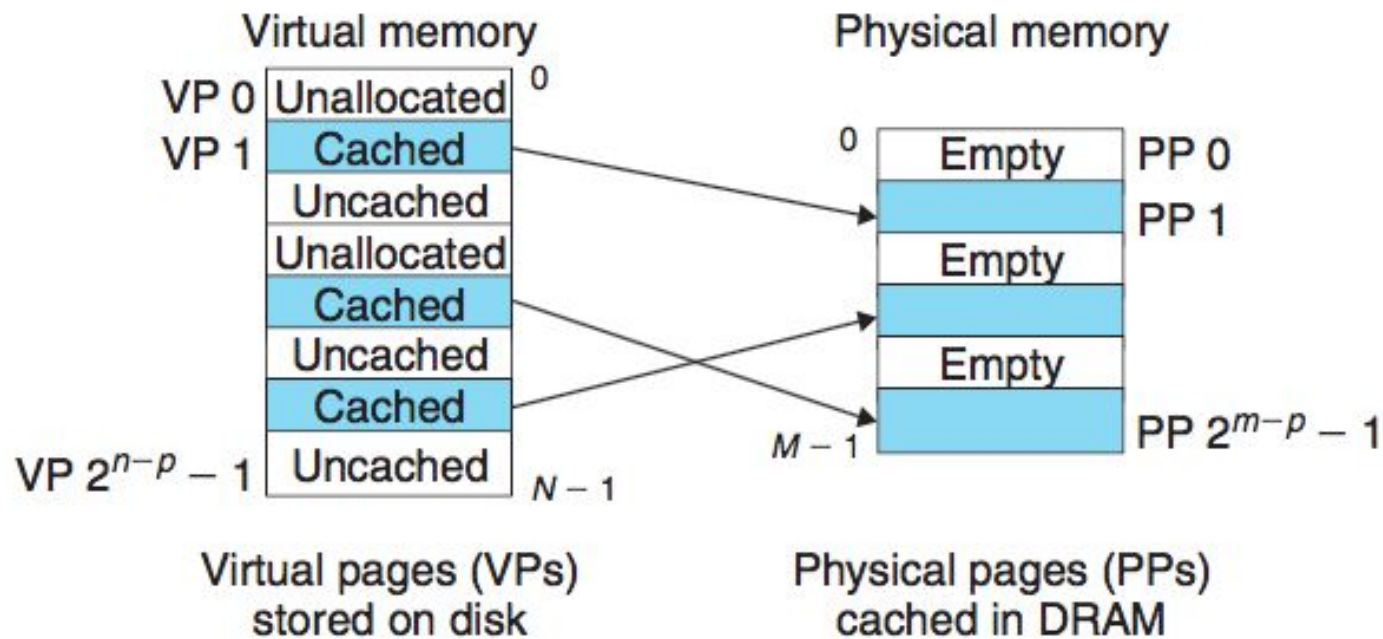 Virtual memory
Physical memory
0
VP 0 Unallocated
VP 1 Cached
Uncached
Unallocated
Cached
Uncached
Cached
VP 2^{n-p} – 1 Uncached
N – 1
0
Empty PP 0
PP 1
Empty
Empty
M – 1
PP 2^{m-p} – 1
Virtual pages (VPs)
stored on disk
Physical pages (PPs)
cached in DRAM